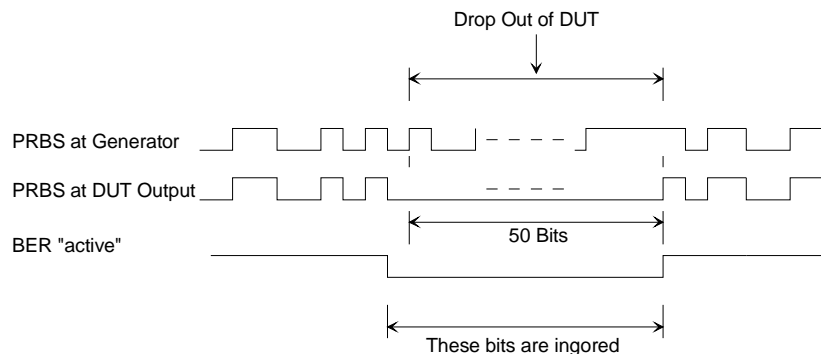 Drop Out of DUT
PRBS at Generator
PRBS at DUT Output
50 Bits
BER "active"
These bits are ingored